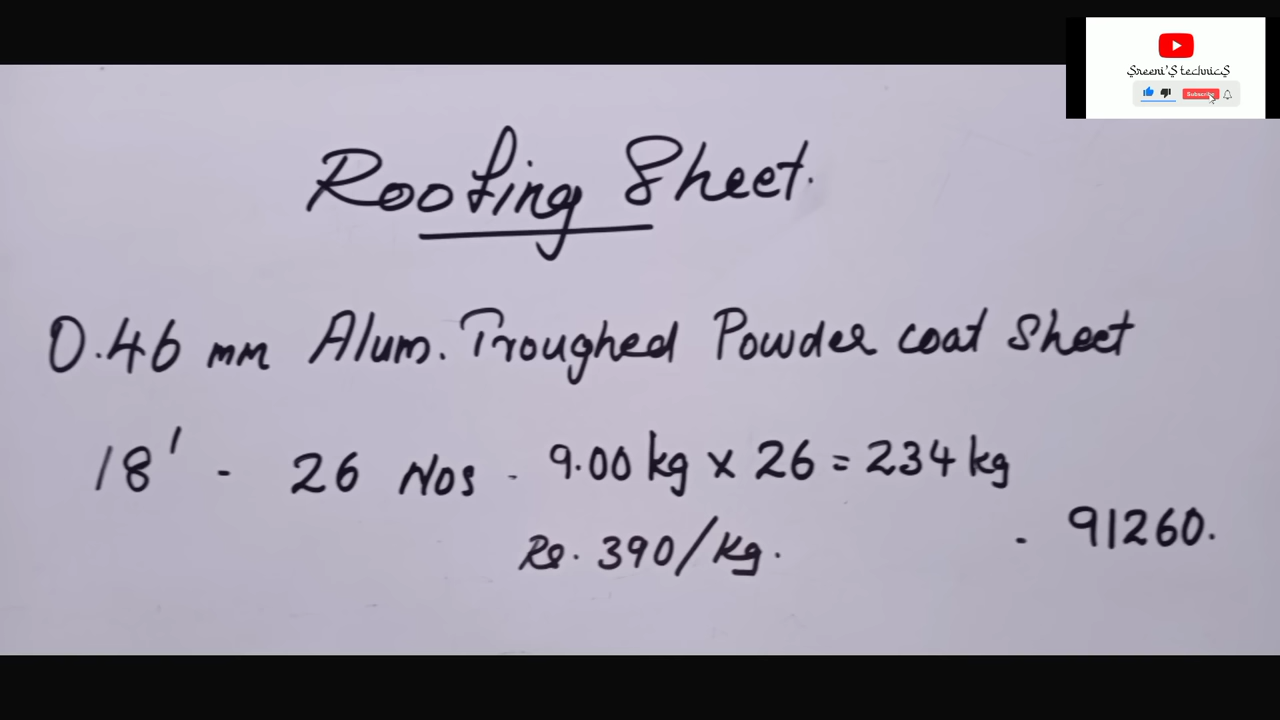 Sreeni'S technicS
Subscribe
Roofing Sheet.
0.46 mm Alum. Troughed Powder coat Sheet
18' - 26 Nos - 9.00 kg x 26 = 234 kg
Rs. 390/kg. - 91260.